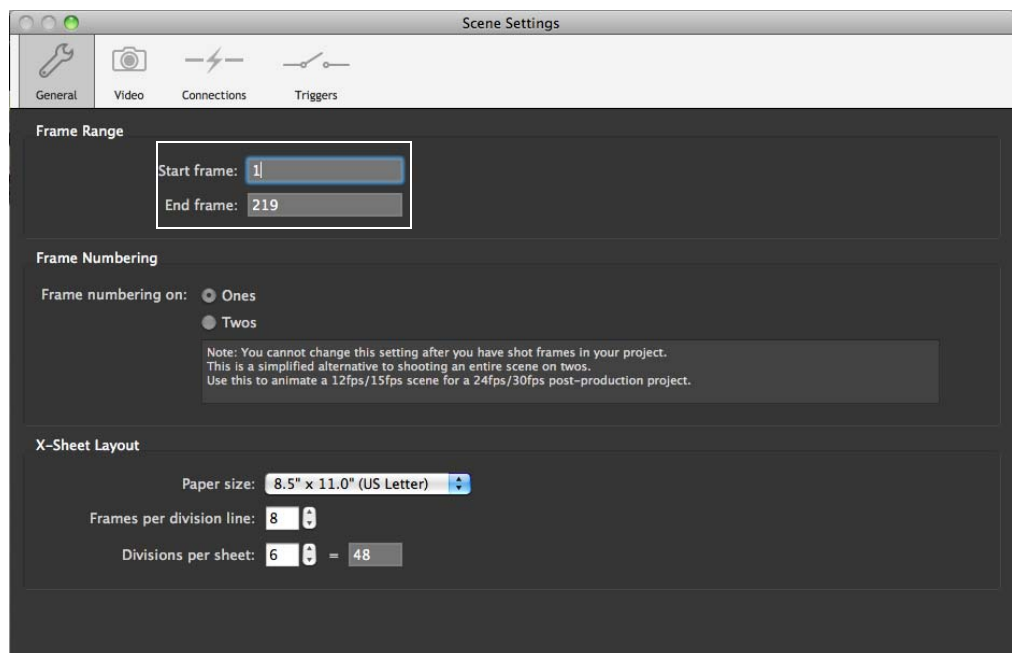 Scene Settings
General Video Connections Triggers
Frame Range
Start frame: 1
End frame: 219
Frame Numbering
Frame numbering on: Ones
Twos
Note: You cannot change this setting after you have shot frames in your project.
This is a simplified alternative to shooting an entire scene on twos.
Use this to animate a 12fps/15fps scene for a 24fps/30fps post-production project.
X-Sheet Layout
Paper size: 8.5" x 11.0" (US Letter)
Frames per division line: 8
Divisions per sheet: 6 = 48